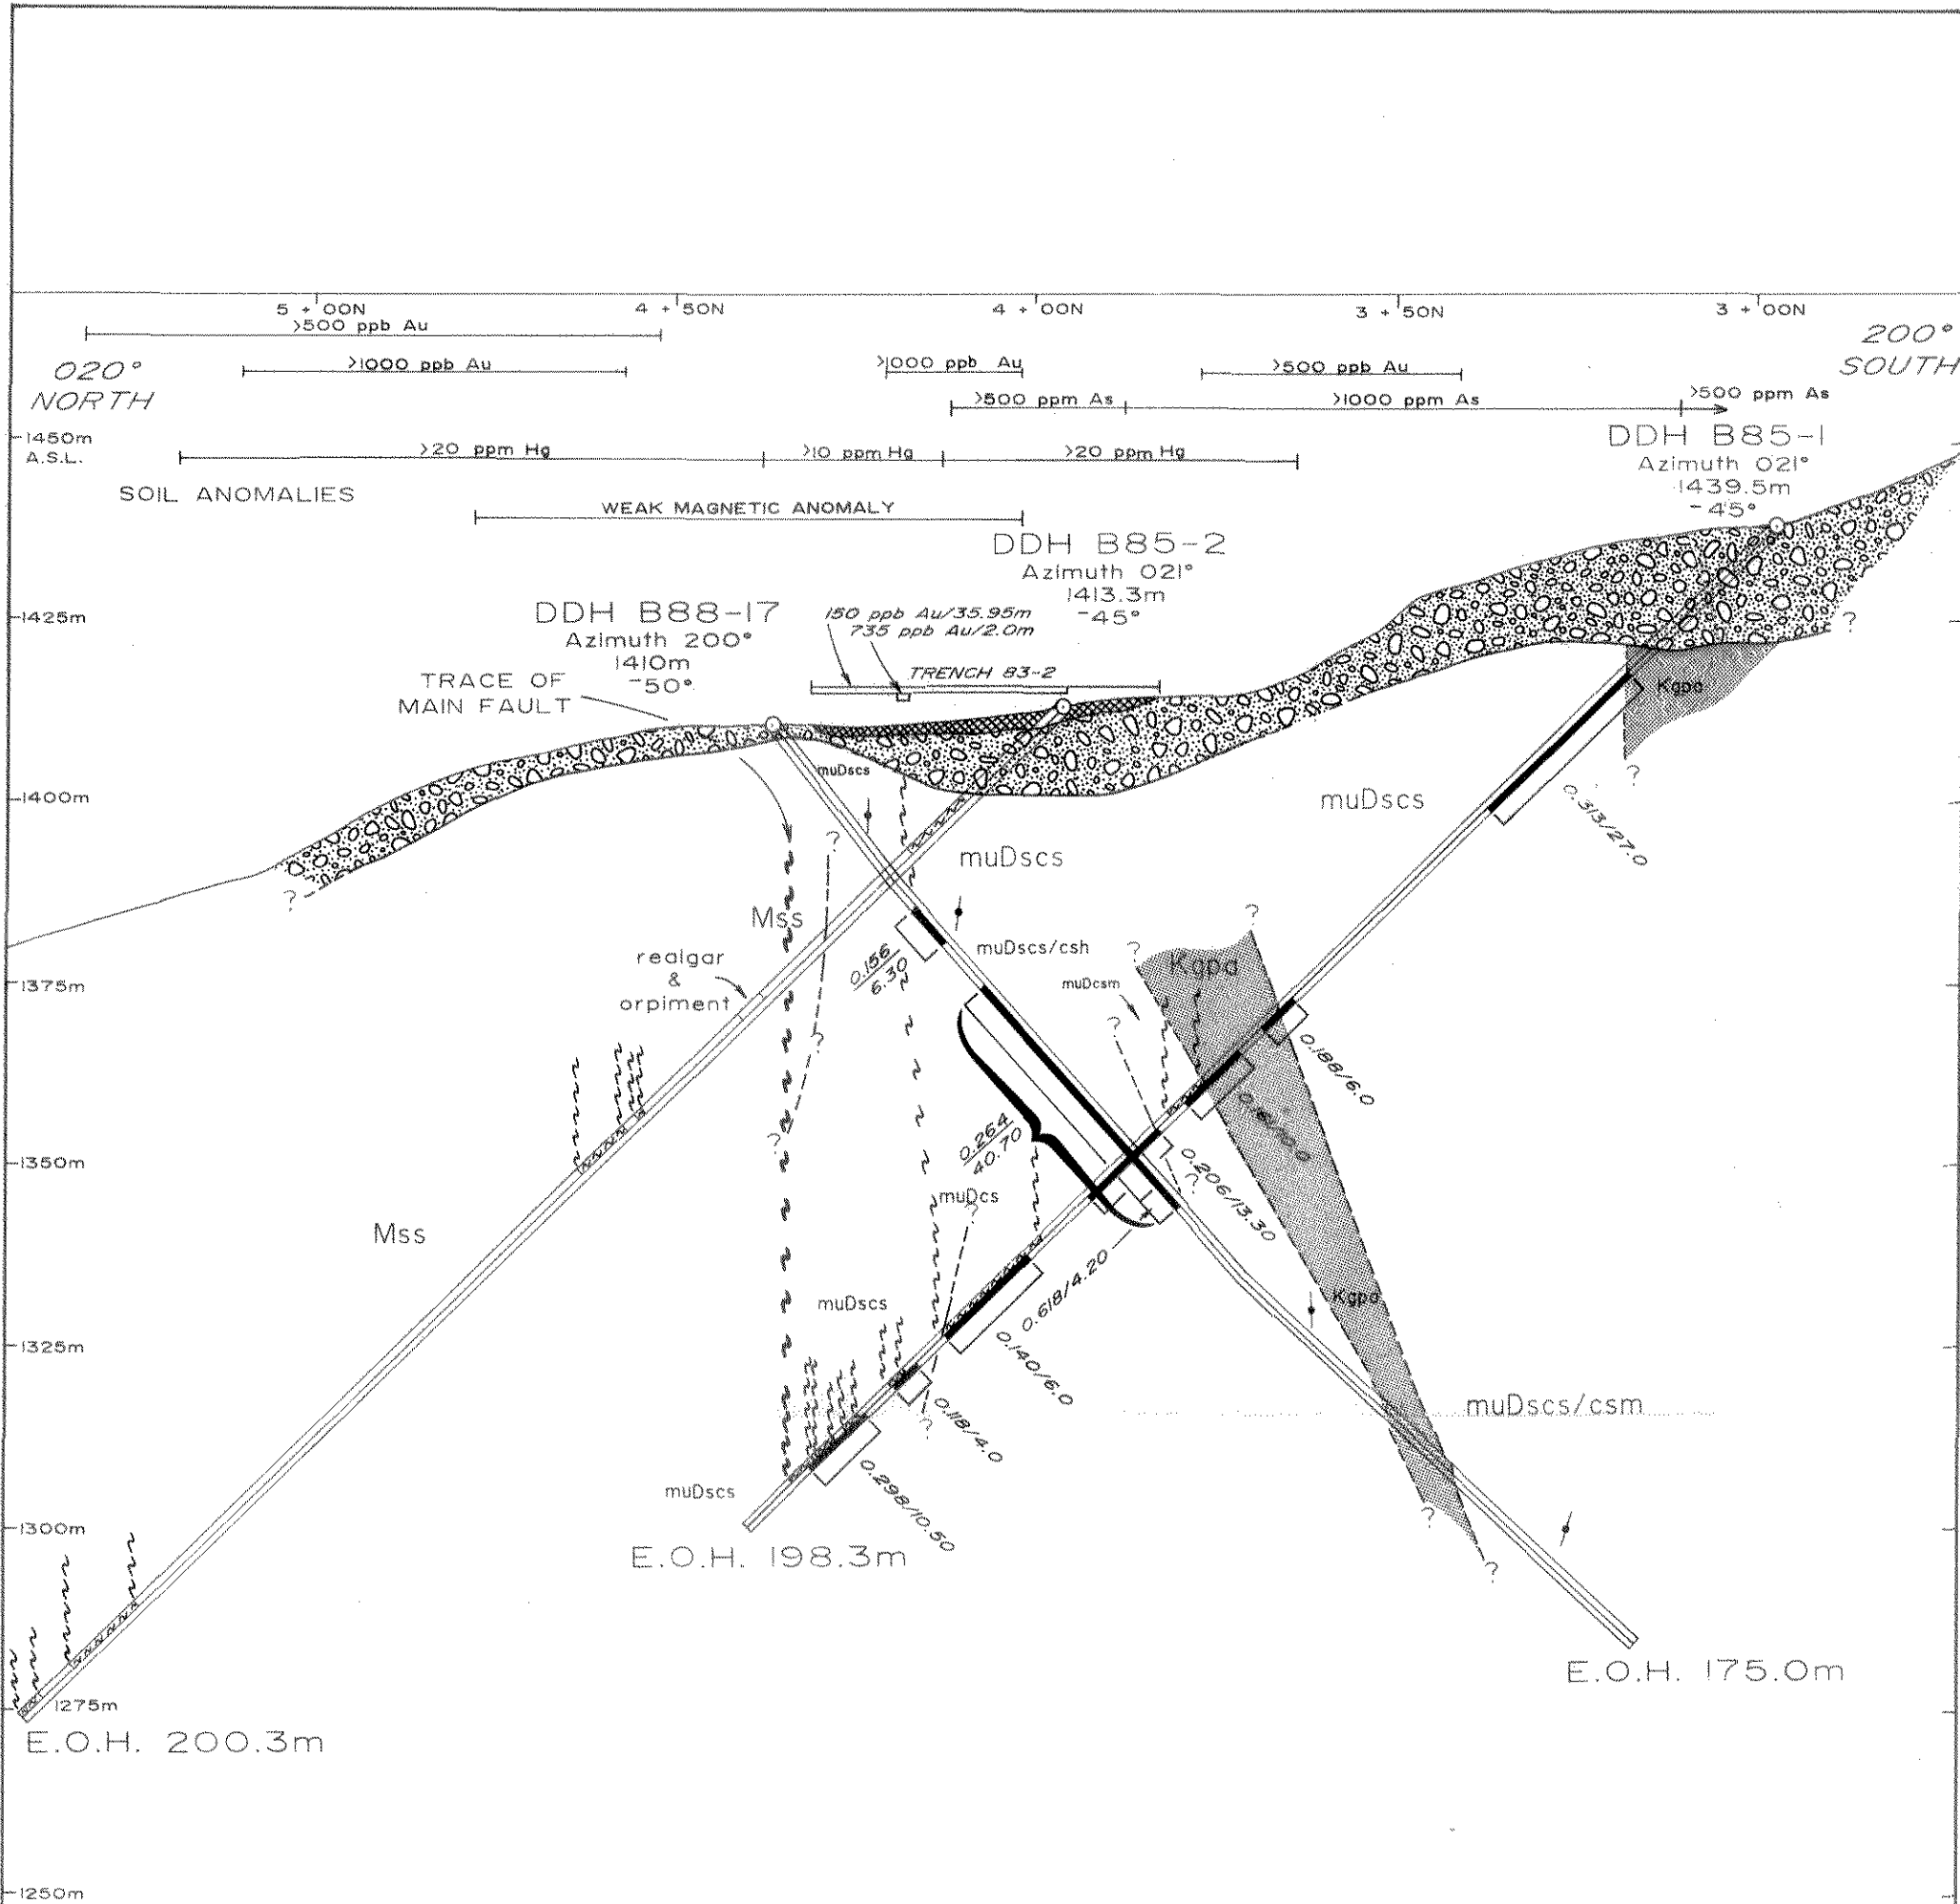 5 + 00N
4 + 50N
4 + 00N
3 + 50N
3 + 00N
>500 ppb Au
020°
NORTH
>1000 ppb Au
>1000 ppb Au
>500 ppb Au
200°
SOUTH
>500 ppm As
>1000 ppm As
>500 ppm As
1450m
A.S.L.
>20 ppm Hg
>10 ppm Hg
>20 ppm Hg
SOIL ANOMALIES
WEAK MAGNETIC ANOMALY
DDH B85-1
Azimuth 021°
1439.5m
-45°
DDH B85-2
Azimuth 021°
1413.3m
-45°
DDH B88-17
Azimuth 200°
1410m
-50°
150 ppb Au/35.95m
735 ppb Au/2.0m
TRENCH 83-2
TRACE OF
MAIN FAULT
1425m
?
Kgpa
?
muDscs
1400m
muDscs
0.313/27.0
?
muDscs
?
Mss
muDscs/csh
realgar
&
orpiment
0.156
6.30
?
?
Kgpa
muDcsm
1375m
?
?
0.188/6.0
?
0.264
40.70
1350m
0.206/13.30
?
muDcs
?
Mss
0.618/4.20
Kgpa
muDscs
1325m
0.140/6.0
0.118/4.0
?
muDscs/csm
0.298/10.50
muDscs
1300m
?
?
E.O.H. 198.3m
E.O.H. 175.0m
1275m
E.O.H. 200.3m
1250m